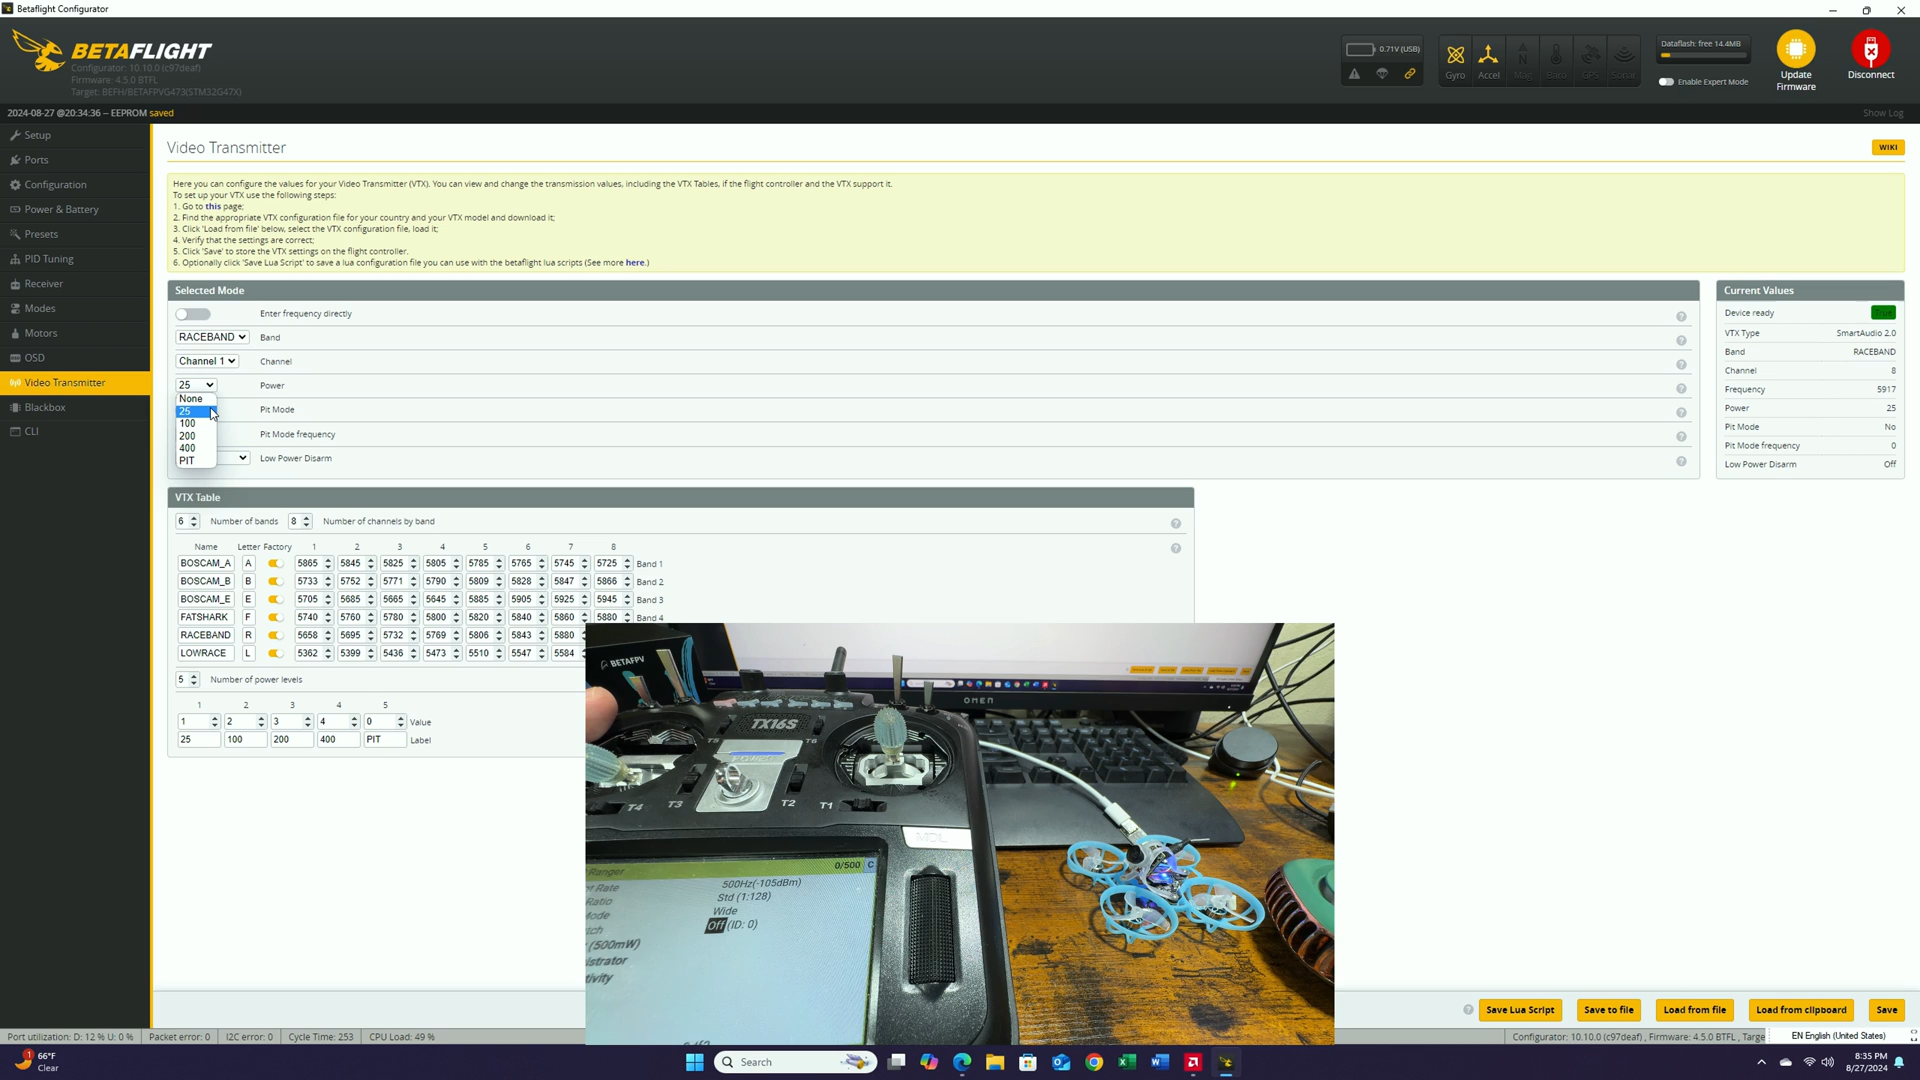 Betaflight Configurator
BETAFLIGHT
Configurator: 10.10.0 (c97deaf)
Firmware: 4.5.0 BTFL
Target: BEFH/BETAFPVG473(STM32G47X)
0.71V (USB)
Gyro Accel Mag Baro GPS Sonar
Dataflash: free 14.4MB
Enable Expert Mode
Update
Firmware
Disconnect
2024-08-27 @20:34:36 -- EEPROM saved
Show Log
Setup
Ports
Configuration
Power & Battery
Presets
PID Tuning
Receiver
Modes
Motors
OSD
Video Transmitter
Blackbox
CLI
Video Transmitter
WIKI
Here you can configure the values for your Video Transmitter (VTX). You can view and change the transmission values, including the VTX Tables, if the flight controller and the VTX support it.
To set up your VTX use the following steps:
1. Go to this page;
2. Find the appropriate VTX configuration file for your country and your VTX model and download it;
3. Click 'Load from file' below, select the VTX configuration file, load it;
4. Verify that the settings are correct;
5. Click 'Save' to store the VTX settings on the flight controller.
6. Optionally click 'Save Lua Script' to save a lua configuration file you can use with the betaflight lua scripts (See more here.)
Selected Mode
Enter frequency directly
RACEBAND Band
Channel 1 Channel
25 Power
None
25
100
200
400
PIT
Pit Mode
Pit Mode frequency
Low Power Disarm
Current Values
Device ready
VTX Type SmartAudio 2.0
Band RACEBAND
Channel 8
Frequency 5917
Power 25
Pit Mode No
Pit Mode frequency 0
Low Power Disarm Off
VTX Table
6 Number of bands 8 Number of channels by band
Name Letter Factory 1 2 3 4 5 6 7 8
BOSCAM_A A 5865 5845 5825 5805 5785 5765 5745 5725 Band 1
BOSCAM_B B 5733 5752 5771 5790 5809 5828 5847 5866 Band 2
BOSCAM_E E 5705 5685 5665 5645 5885 5905 5925 5945 Band 3
FATSHARK F 5740 5760 5780 5800 5820 5840 5860 5880 Band 4
RACEBAND R 5658 5695 5732 5769 5806 5843 5880
LOWRACE L 5362 5399 5436 5473 5510 5547 5584
5 Number of power levels
1 2 3 4 5
1 2 3 4 0 Value
25 100 200 400 PIT Label
BETAFPV
OMEN
TX16S
T5 T6
POWER
T4 T3 T2 T1
MDL
0/500 C
Ranger
500Hz(-105dBm)
Std (1:128)
Wide
Off (ID: 0)
(500mW)
Save Lua Script
Save to file
Load from file
Load from clipboard
Save
Port utilization: D: 12 % U: 0 %
Packet error: 0
I2C error: 0
Cycle Time: 253
CPU Load: 49 %
Configurator: 10.10.0 (c97deaf) , Firmware: 4.5.0 BTFL , Targe
EN English (United States)
66°F
Clear
Search
8:35 PM
8/27/2024